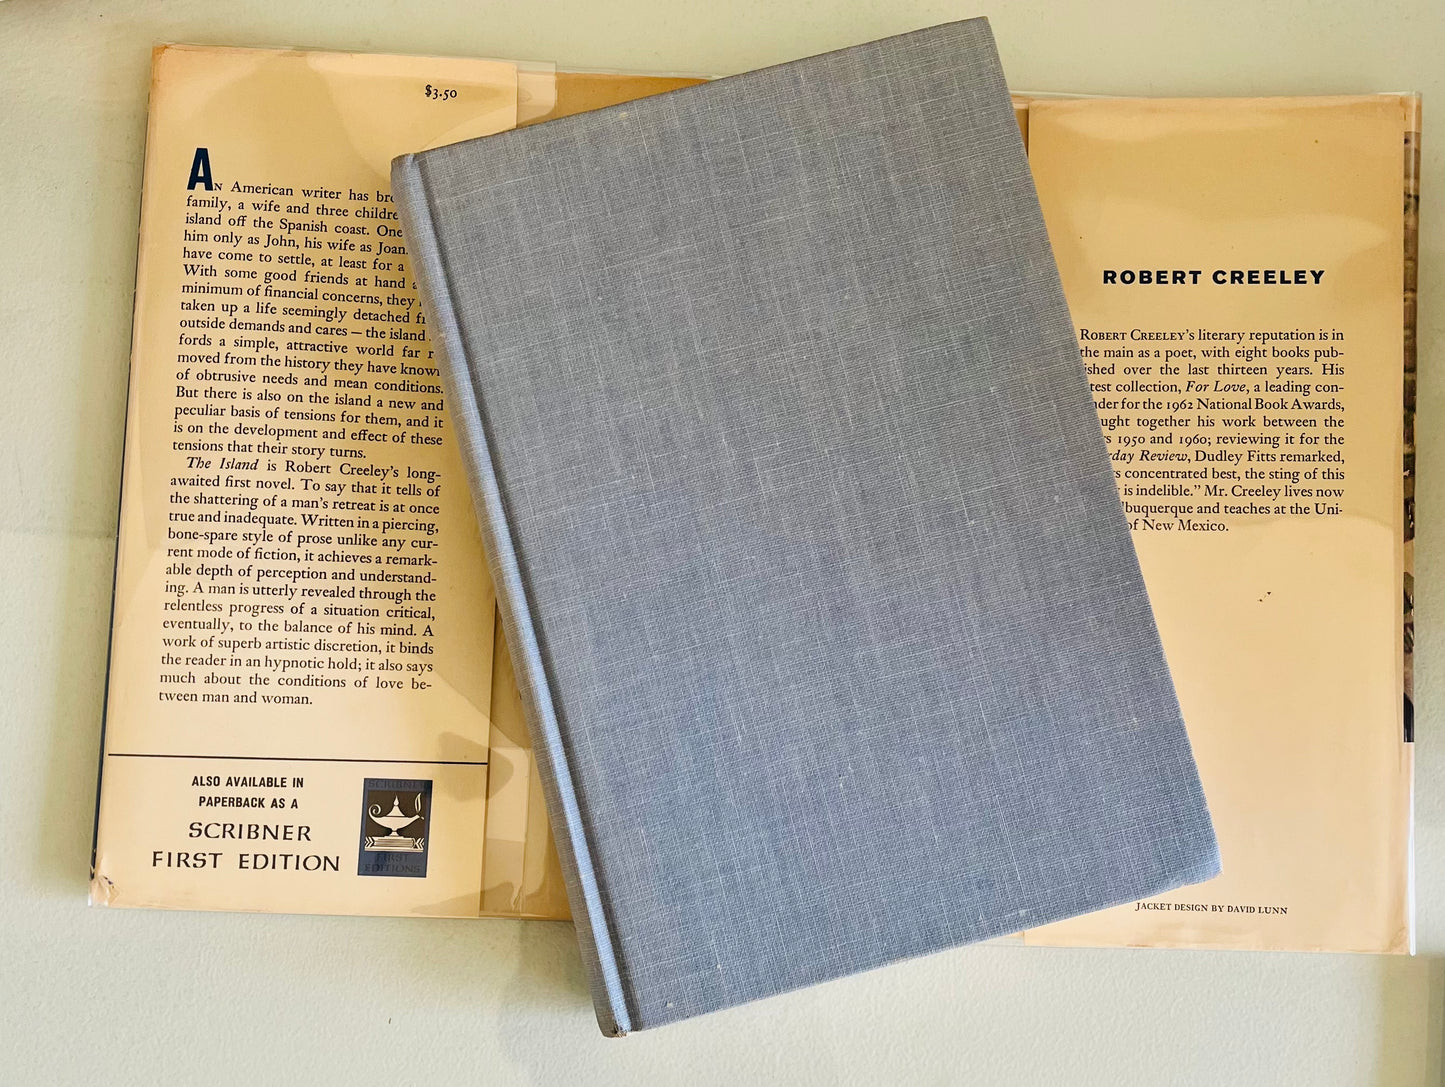 $3.50
AN American writer has
family, a wife and three
island off the Spanish coast. One
him only as John, his wife as Joan.
have come to settle, at least for a
With some good friends at hand
minimum of financial concerns, they
taken up a life seemingly detached
outside demands and cares — the island
fords a simple, attractive world far
moved from the history they have known
of obtrusive needs and mean conditions.
But there is also on the island a new and
peculiar basis of tensions for them, and it
is on the development and effect of these
tensions that their story turns.
The Island is Robert Creeley's long-
awaited first novel. To say that it tells of
the shattering of a man's retreat is at once
true and inadequate. Written in a piercing,
bone-spare style of prose unlike any cur-
rent mode of fiction, it achieves a remark-
able depth of perception and understand-
ing. A man is utterly revealed through the
relentless progress of a situation critical,
eventually, to the balance of his mind. A
work of superb artistic discretion, it binds
the reader in an hypnotic hold; it also says
much about the conditions of love be-
tween man and woman.
ALSO AVAILABLE IN
PAPERBACK AS A
SCRIBNER
FIRST EDITION
SCRIBNER
FIRST
EDITIONS
ROBERT CREELEY
ROBERT CREELEY's literary reputation is in
the main as a poet, with eight books pub-
ished over the last thirteen years. His
test collection, For Love, a leading con-
nder for the 1962 National Book Awards,
ught together his work between the
rs 1950 and 1960; reviewing it for the
rday Review, Dudley Fitts remarked,
s concentrated best, the sting of this
is indelible." Mr. Creeley lives now
lbuquerque and teaches at the Uni-
of New Mexico.
JACKET DESIGN BY DAVID LUNN